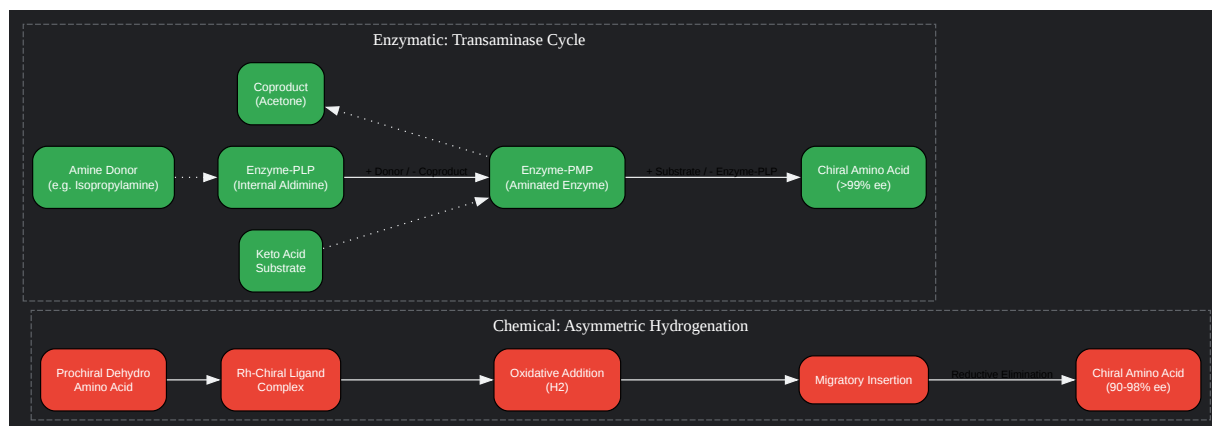 Enzymatic: Transaminase Cycle
Coproduct
(Acetone)
Amine Donor
(e.g. Isopropylamine)
Enzyme-PLP
(Internal Aldimine)
+ Donor / - Coproduct
Enzyme-PMP
(Aminated Enzyme)
+ Substrate / - Enzyme-PLP
Chiral Amino Acid
(>99% ee)
Keto Acid
Substrate
Chemical: Asymmetric Hydrogenation
Prochiral Dehydro
Amino Acid
Rh-Chiral Ligand
Complex
Oxidative Addition
(H2)
Migratory Insertion
Reductive Elimination
Chiral Amino Acid
(90-98% ee)